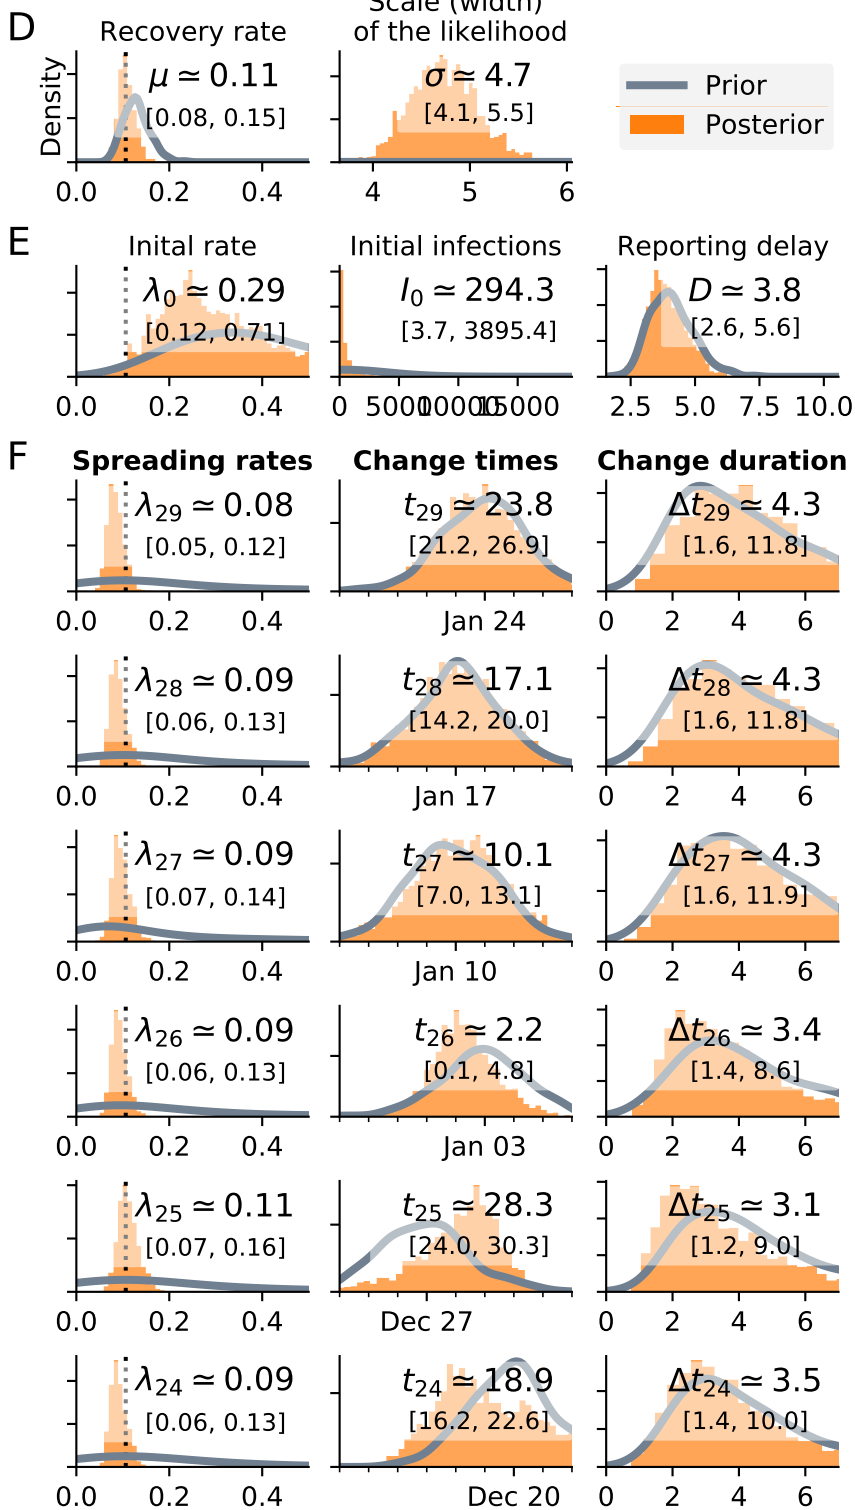 D
Recovery rate
Scale (width)
of the likelihood
Density
μ ≃ 0.11
[0.08, 0.15]
0.0 0.2 0.4
σ ≃ 4.7
[4.1, 5.5]
4 5 6
Prior
Posterior
E
Inital rate
λ0 ≃ 0.29
[0.12, 0.71]
0.0 0.2 0.4
Initial infections
I0 ≃ 294.3
[3.7, 3895.4]
0 5000 10000 15000
Reporting delay
D ≃ 3.8
[2.6, 5.6]
2.5 5.0 7.5 10.0
F
Spreading rates
Change times
Change duration
λ29 ≃ 0.08
[0.05, 0.12]
0.0 0.2 0.4
t29 ≃ 23.8
[21.2, 26.9]
Jan 24
Δt29 ≃ 4.3
[1.6, 11.8]
0 2 4 6
λ28 ≃ 0.09
[0.06, 0.13]
0.0 0.2 0.4
t28 ≃ 17.1
[14.2, 20.0]
Jan 17
Δt28 ≃ 4.3
[1.6, 11.8]
0 2 4 6
λ27 ≃ 0.09
[0.07, 0.14]
0.0 0.2 0.4
t27 ≃ 10.1
[7.0, 13.1]
Jan 10
Δt27 ≃ 4.3
[1.6, 11.9]
0 2 4 6
λ26 ≃ 0.09
[0.06, 0.13]
0.0 0.2 0.4
t26 ≃ 2.2
[0.1, 4.8]
Jan 03
Δt26 ≃ 3.4
[1.4, 8.6]
0 2 4 6
λ25 ≃ 0.11
[0.07, 0.16]
0.0 0.2 0.4
t25 ≃ 28.3
[24.0, 30.3]
Dec 27
Δt25 ≃ 3.1
[1.2, 9.0]
0 2 4 6
λ24 ≃ 0.09
[0.06, 0.13]
0.0 0.2 0.4
t24 ≃ 18.9
[16.2, 22.6]
Dec 20
Δt24 ≃ 3.5
[1.4, 10.0]
0 2 4 6